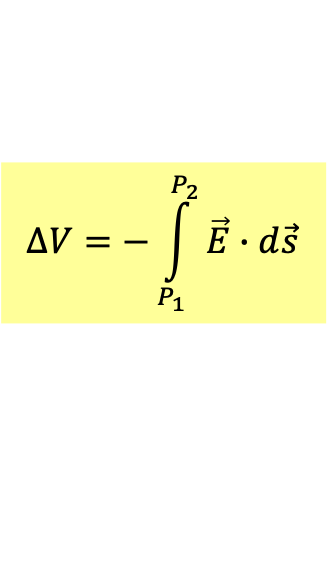 ΔV = − ∫_{P₁}^{P₂} E⃗ · ds⃗